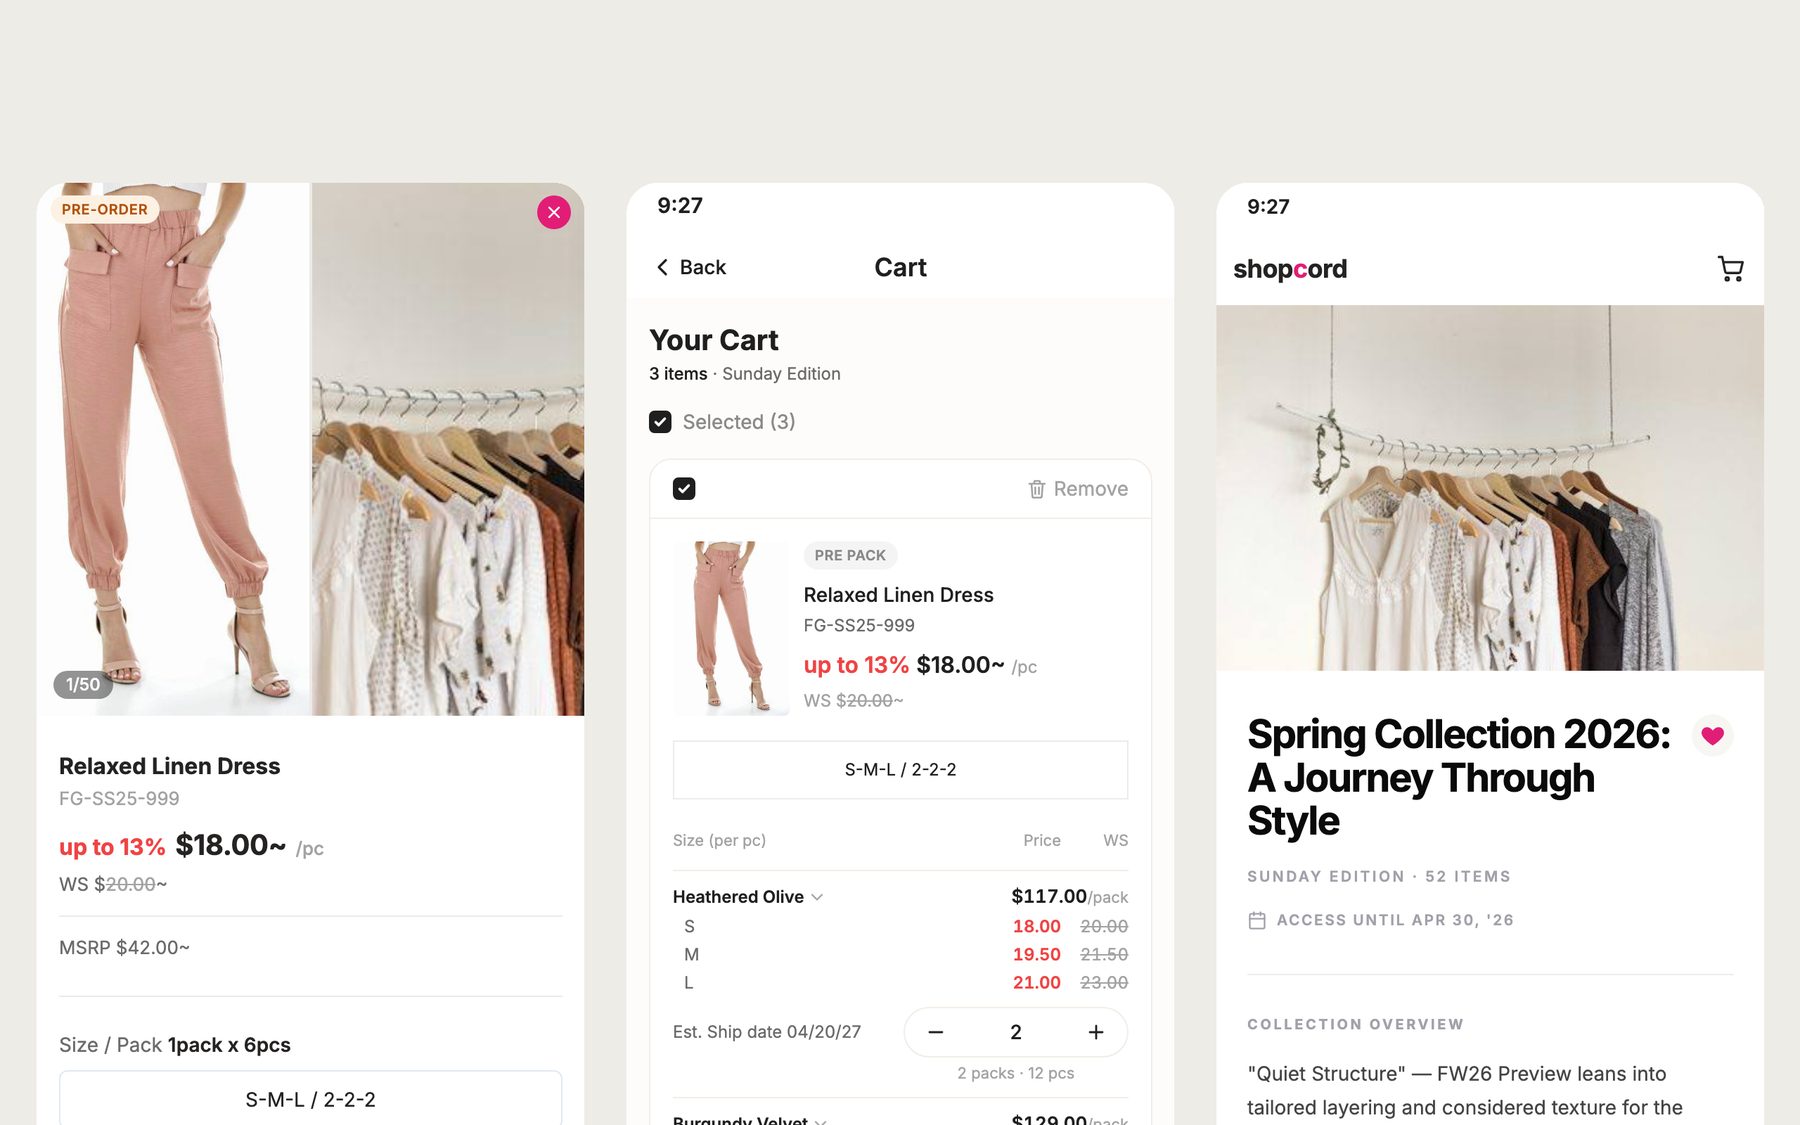 PRE-ORDER
1/50
Relaxed Linen Dress
FG-SS25-999
up to 13% $18.00~ /pc
WS $20.00~
MSRP $42.00~
Size / Pack 1pack x 6pcs
S-M-L / 2-2-2
9:27
Back
Cart
Your Cart
3 items · Sunday Edition
Selected (3)
Remove
PRE PACK
Relaxed Linen Dress
FG-SS25-999
up to 13% $18.00~ /pc
WS $20.00~
S-M-L / 2-2-2
Size (per pc) Price WS
Heathered Olive $117.00/pack
S 18.00 20.00
M 19.50 21.50
L 21.00 23.00
Est. Ship date 04/20/27 − 2 +
2 packs · 12 pcs
Burgundy Velvet $129.00/pack
9:27
shopcord
Spring Collection 2026:
A Journey Through
Style
SUNDAY EDITION · 52 ITEMS
ACCESS UNTIL APR 30, '26
COLLECTION OVERVIEW
"Quiet Structure" — FW26 Preview leans into
tailored layering and considered texture for the